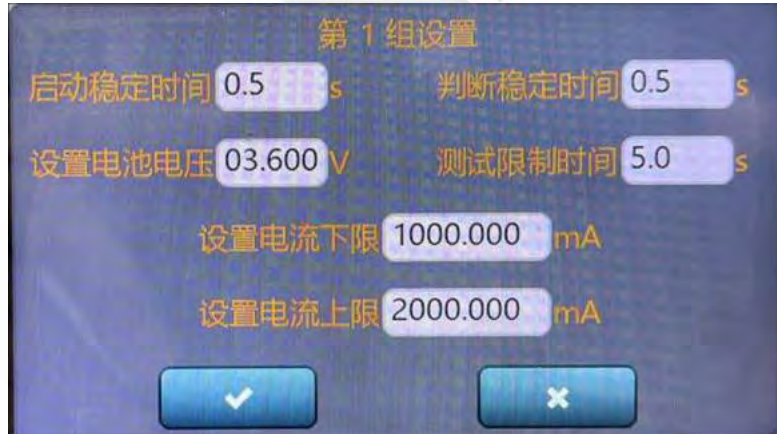 第 1 组设置
启动稳定时间 0.5 s 判断稳定时间 0.5 s
设置电池电压 03.600 V 测试限制时间 5.0 s
设置电流下限 1000.000 mA
设置电流上限 2000.000 mA